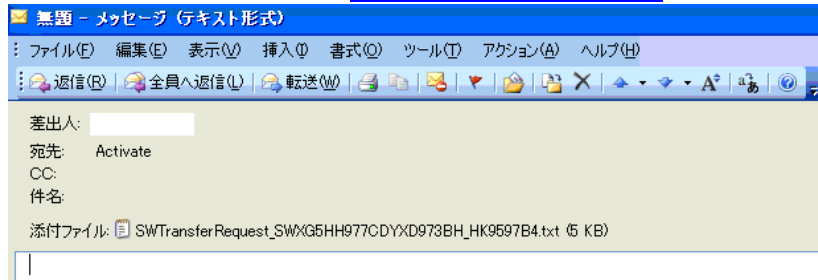 無題 - メッセージ (テキスト形式)
ファイル(F) 編集(E) 表示(V) 挿入(I) 書式(O) ツール(T) アクション(A) ヘルプ(H)
返信(R) 全員へ返信(L) 転送(W)
差出人:
宛先: Activate
CC:
件名:
添付ファイル: SWTransferRequest_SWXG5HH977CDYXD973BH_HK9597B4.txt (5 KB)